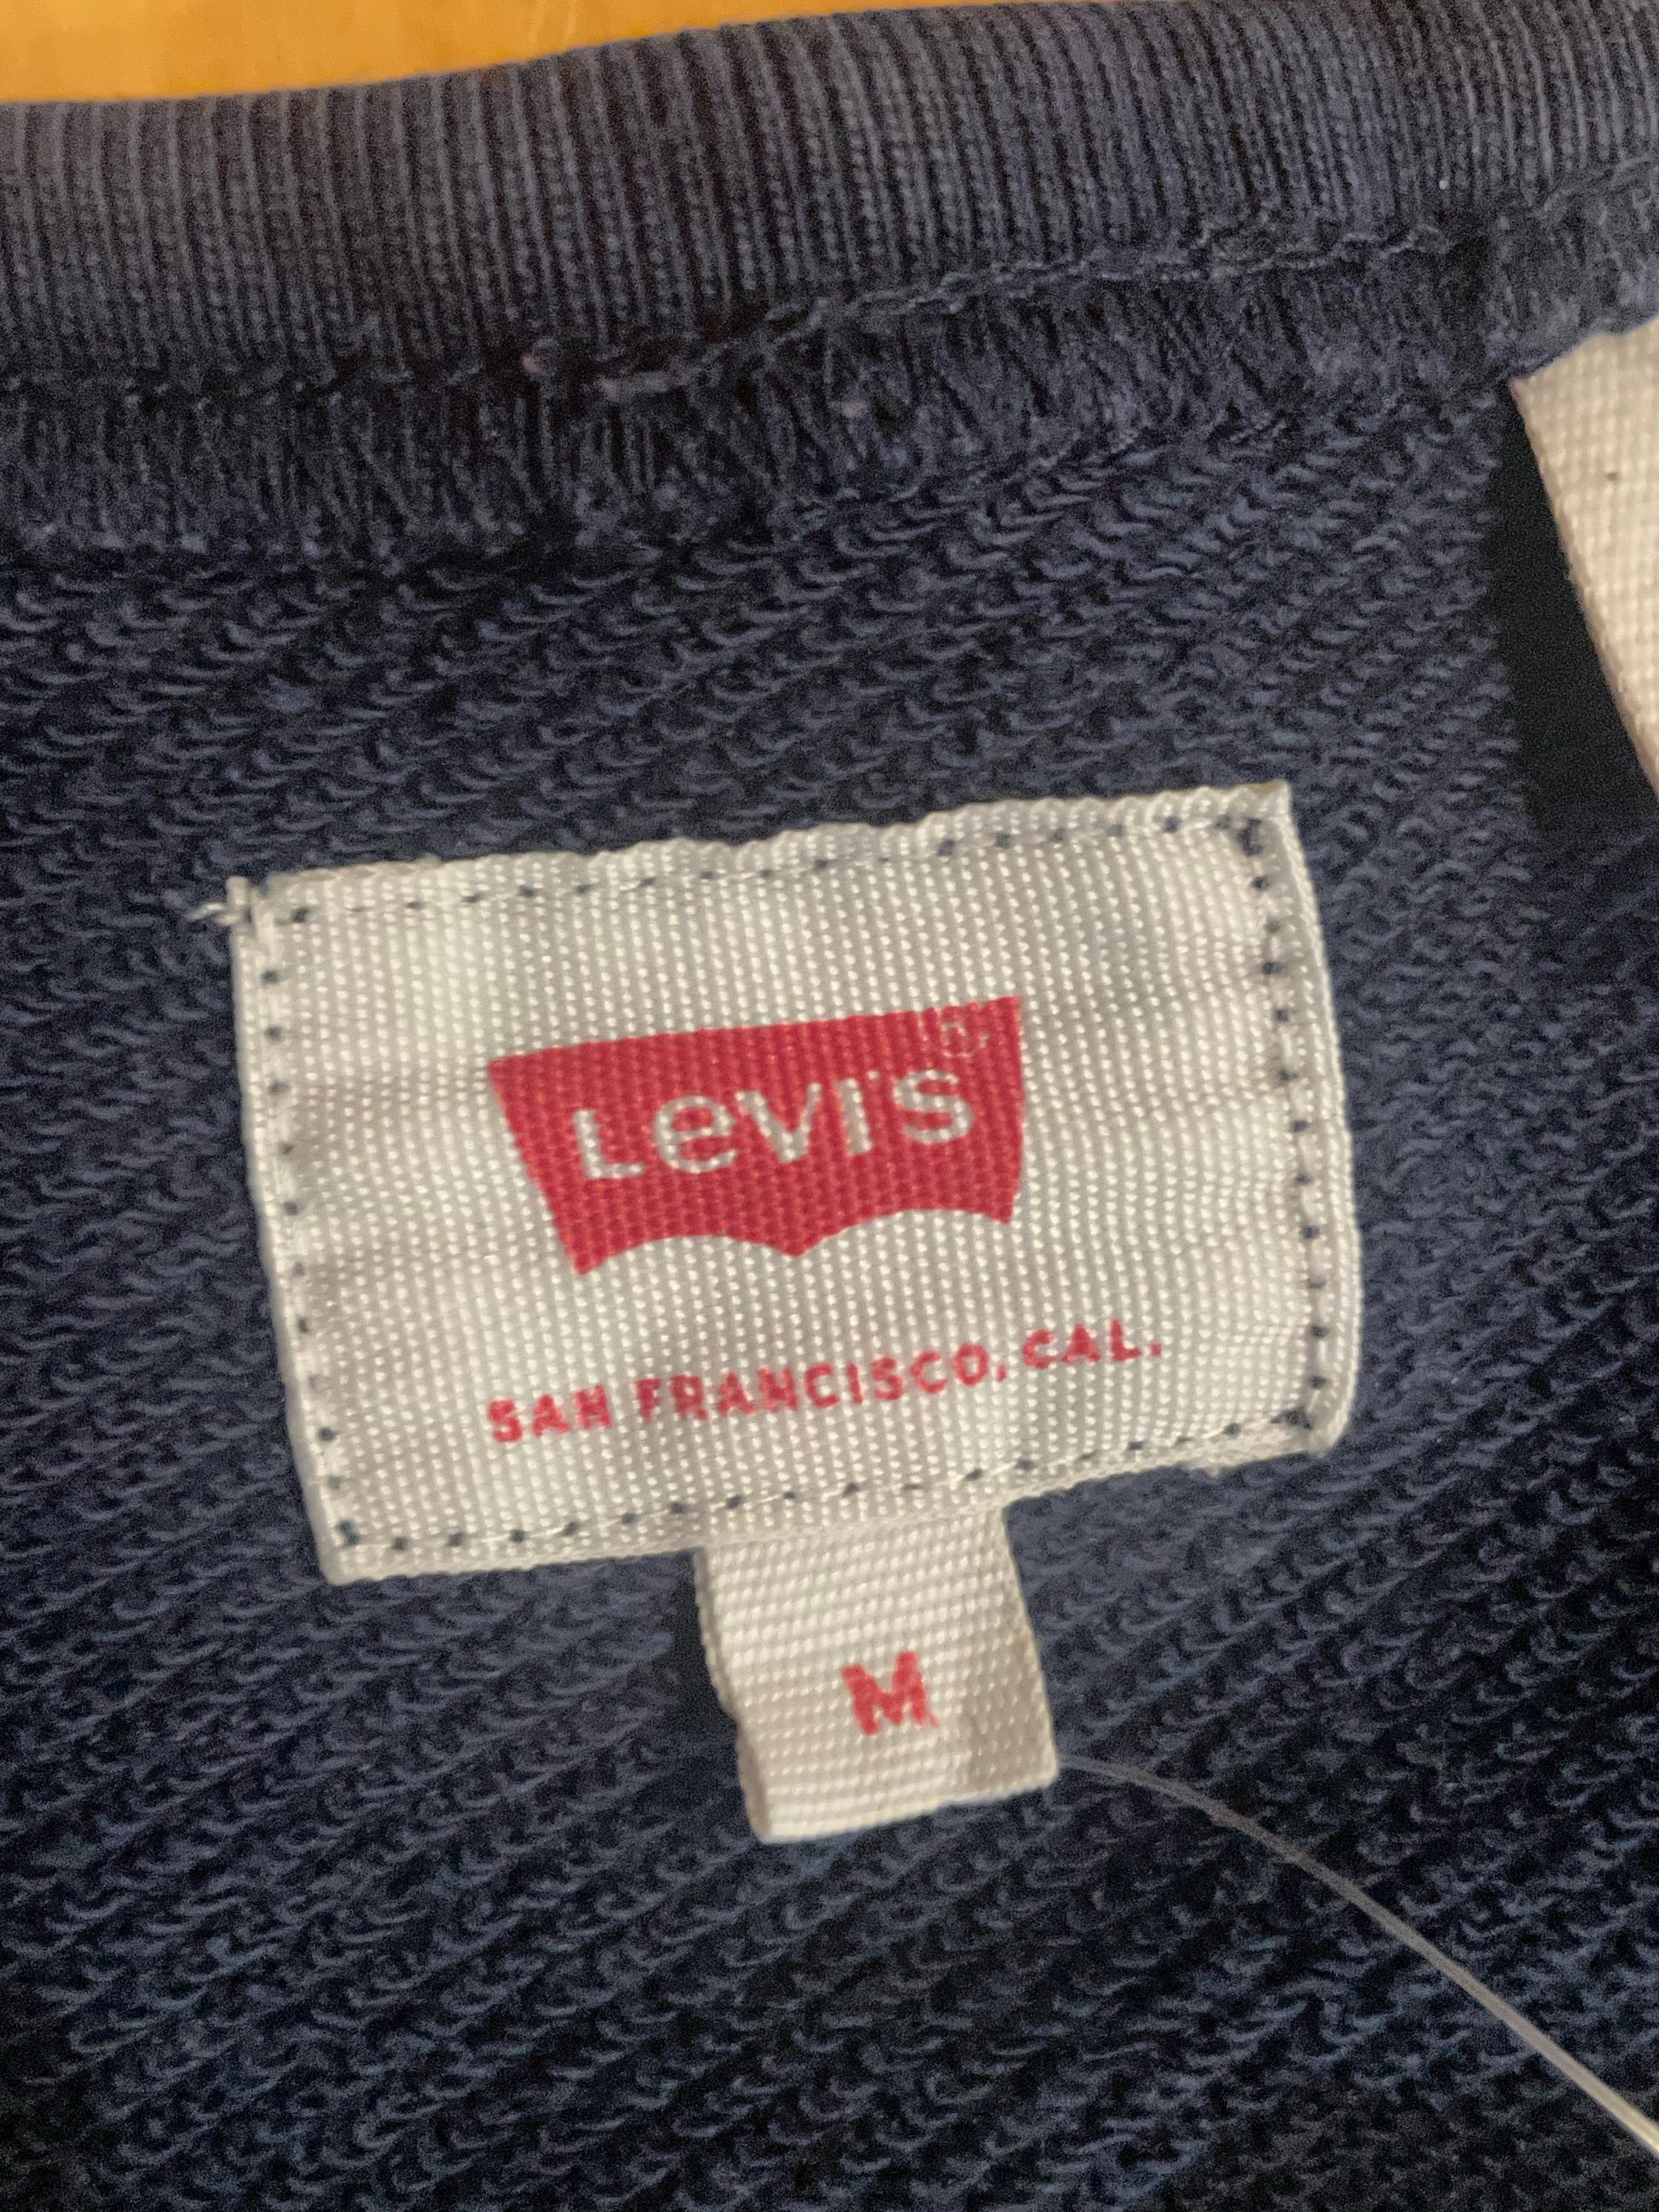 Levi's®
SAN FRANCISCO, CAL.
M